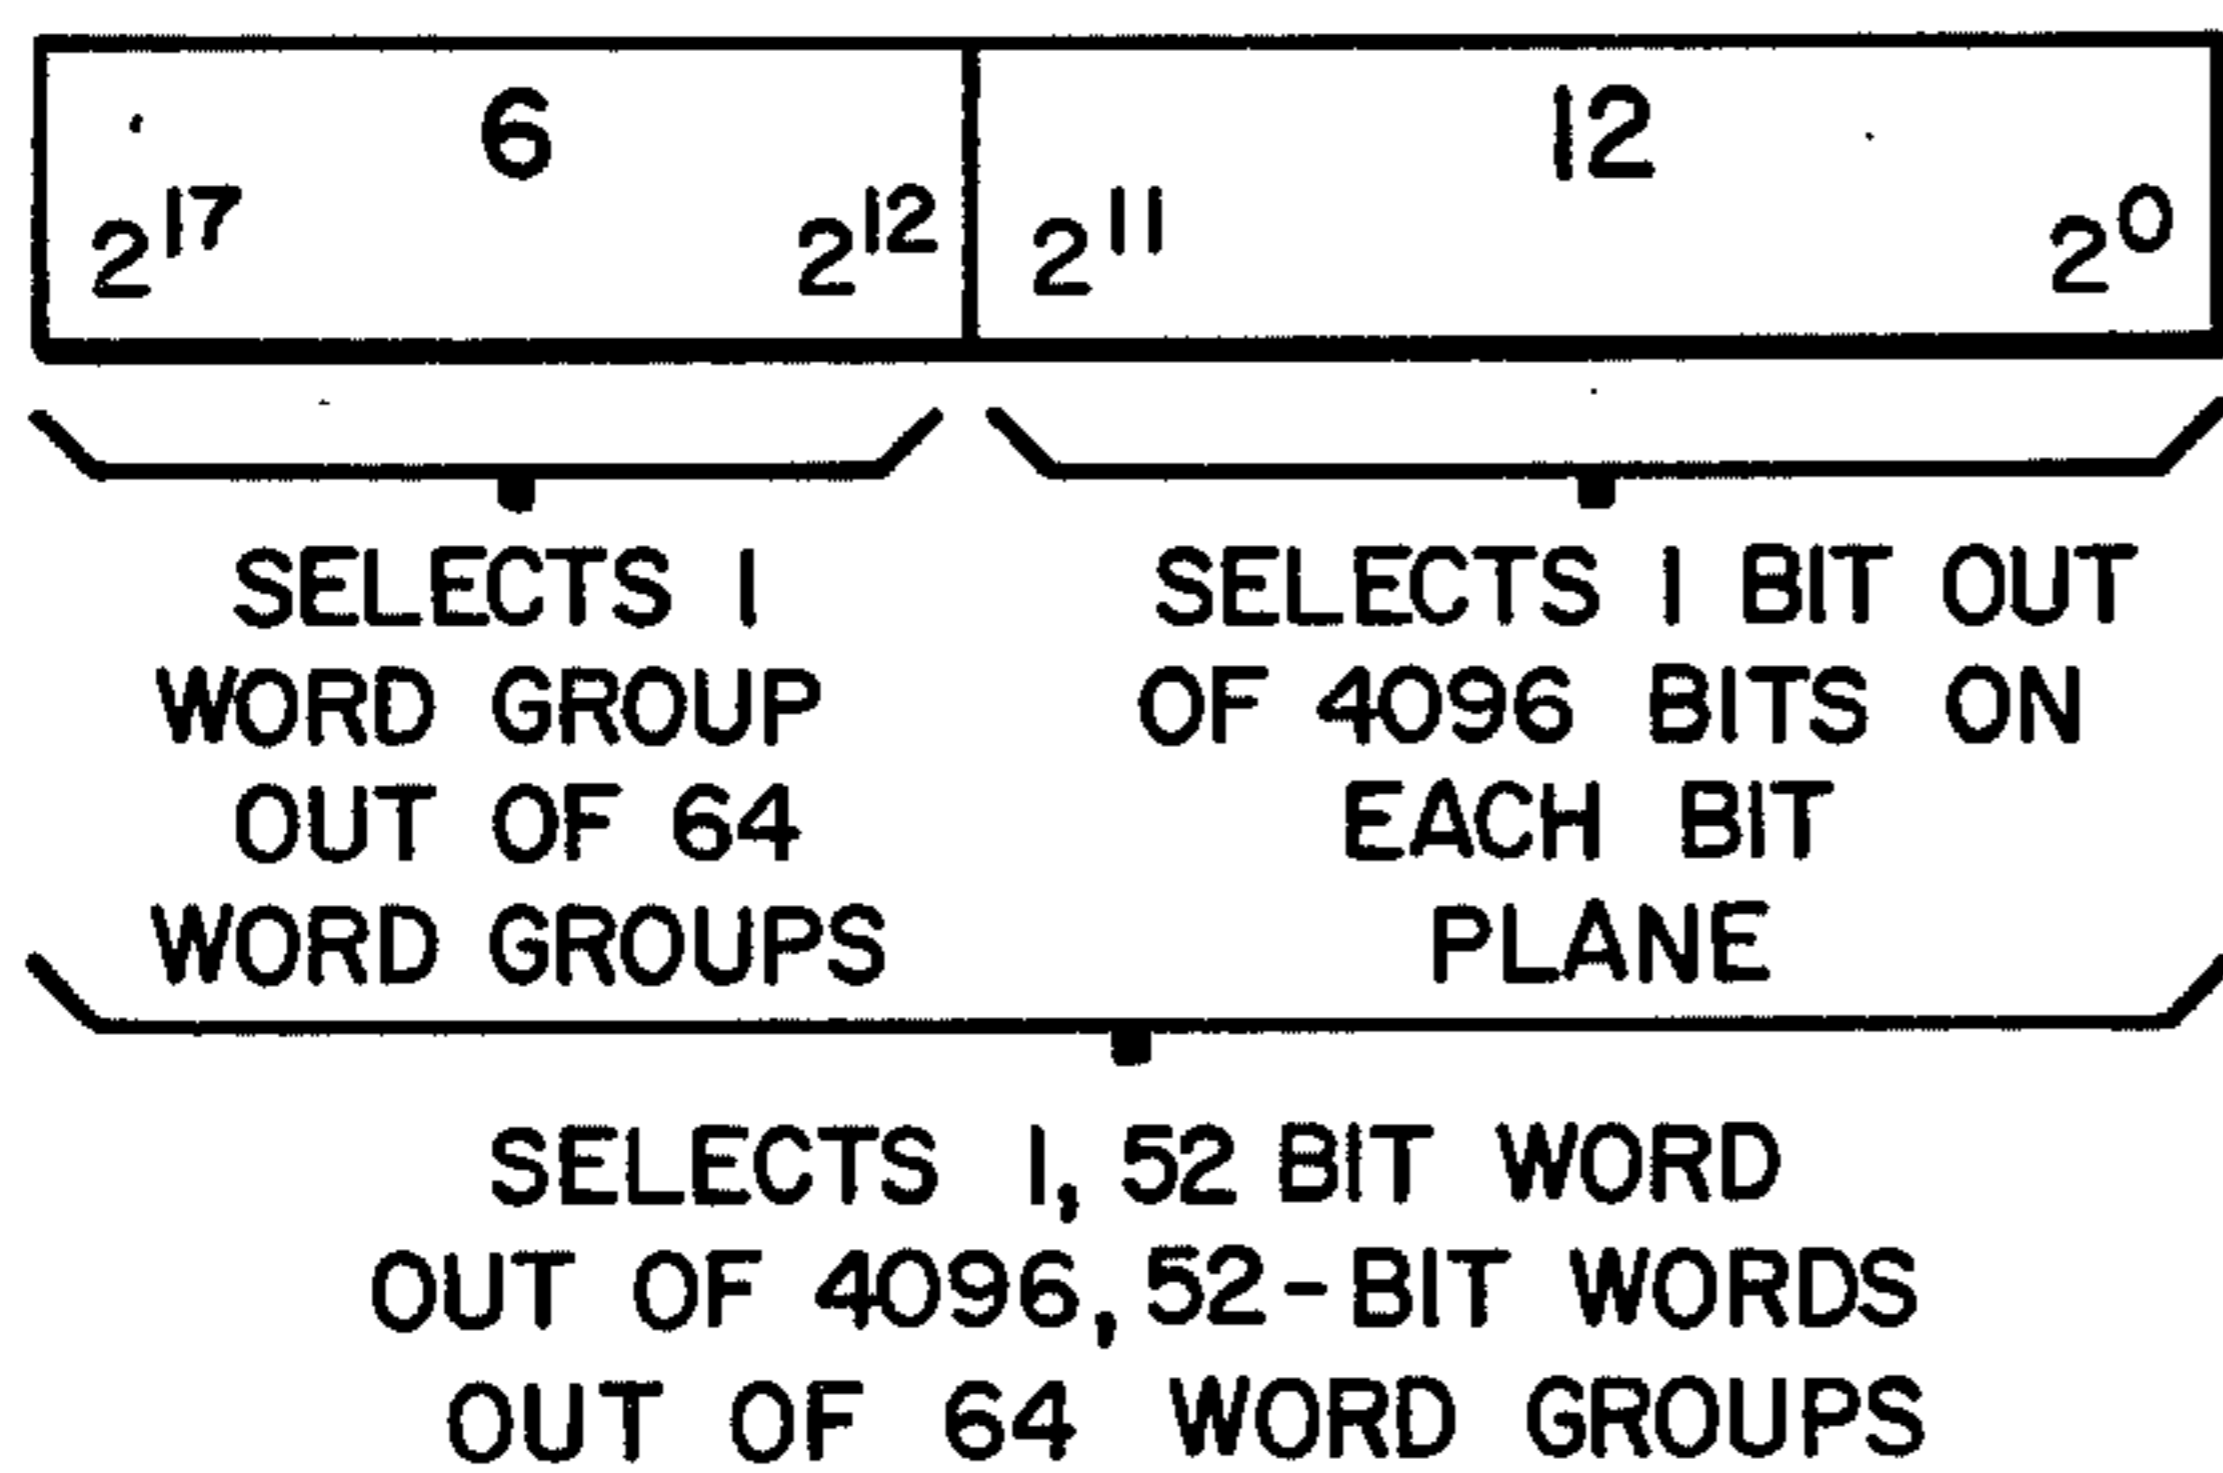 6 12
2^17 2^12 2^11 2^0
SELECTS 1
WORD GROUP
OUT OF 64
WORD GROUPS
SELECTS 1 BIT OUT
OF 4096 BITS ON
EACH BIT
PLANE
SELECTS 1, 52 BIT WORD
OUT OF 4096, 52-BIT WORDS
OUT OF 64 WORD GROUPS